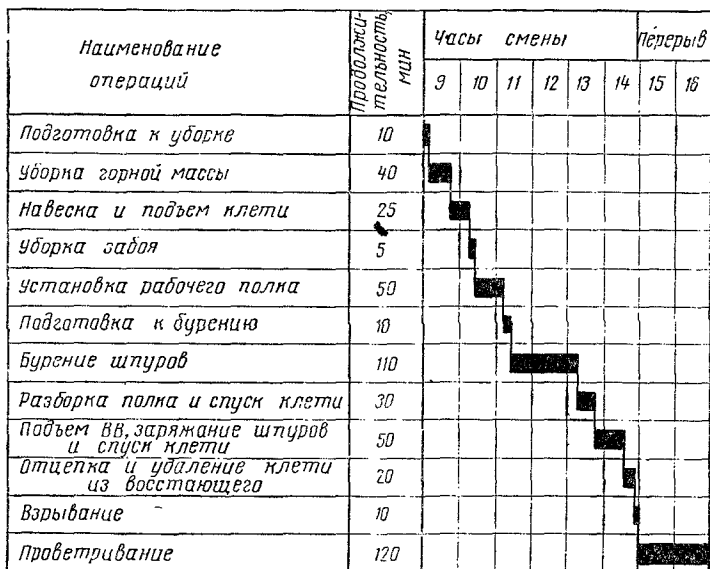 Наименование операций
Продолжительность, мин
Часы смены
Перерыв
9 10 11 12 13 14 15 16
Подготовка к уборке 10
Уборка горной массы 40
Навеска и подъем клети 25
Уборка забоя 5
Установка рабочего полка 50
Подготовка к бурению 10
Бурение шпуров 110
Разборка полка и спуск клети 30
Подъем ВВ, заряжание шпуров
и спуск клети 50
Отцепка и удаление клети
из восстающего 20
Взрывание 10
Проветривание 120